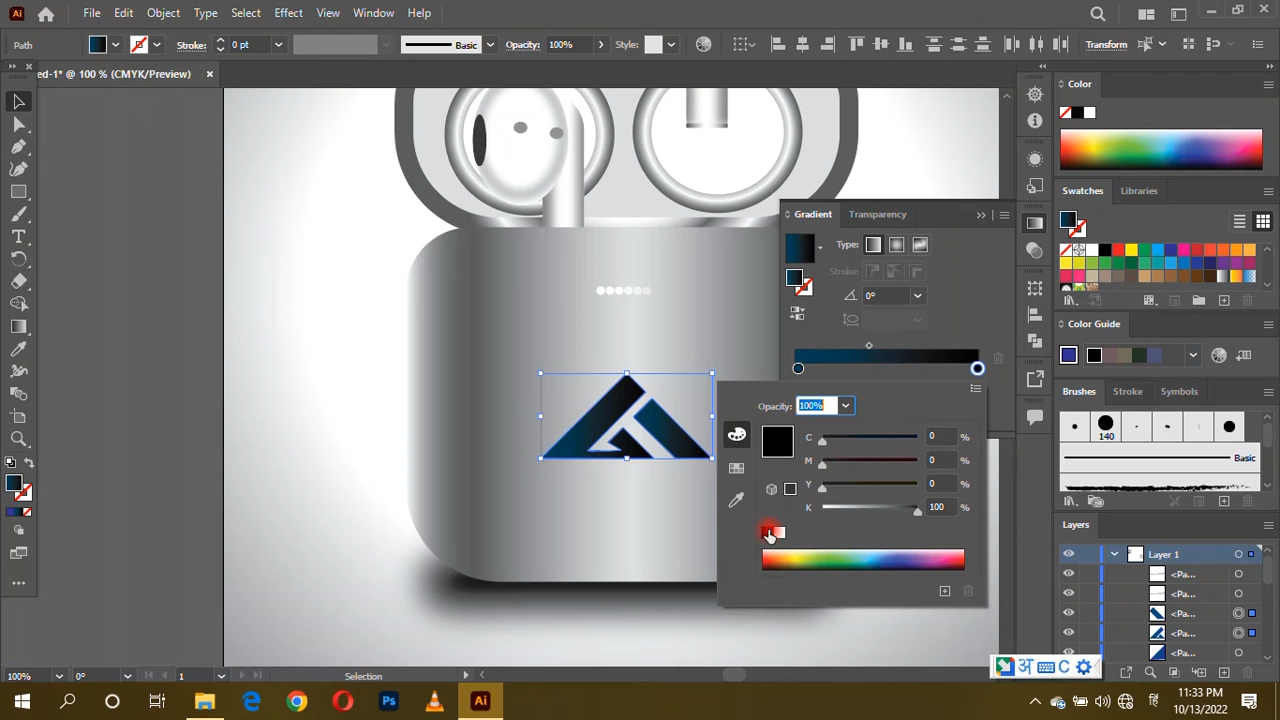 Ai File Edit Object Type Select Effect View Window Help
Path Stroke: 0 pt Basic Opacity: 100% Style: Transform
ed-1* @ 100 % (CMYK/Preview) ×
Color
Gradient Transparency
Type:
Stroke:
0°
Swatches Libraries
Color Guide
Opacity: 100%
C 0 %
M 0 %
Y 0 %
K 100 %
Brushes Stroke Symbols
140
Basic
Layers
Layer 1
<Pa...
<Pa...
<Pa...
<Pa...
<Pa...
100% 0° 1 Selection
अ C
Ps Ai
11:33 PM
10/13/2022